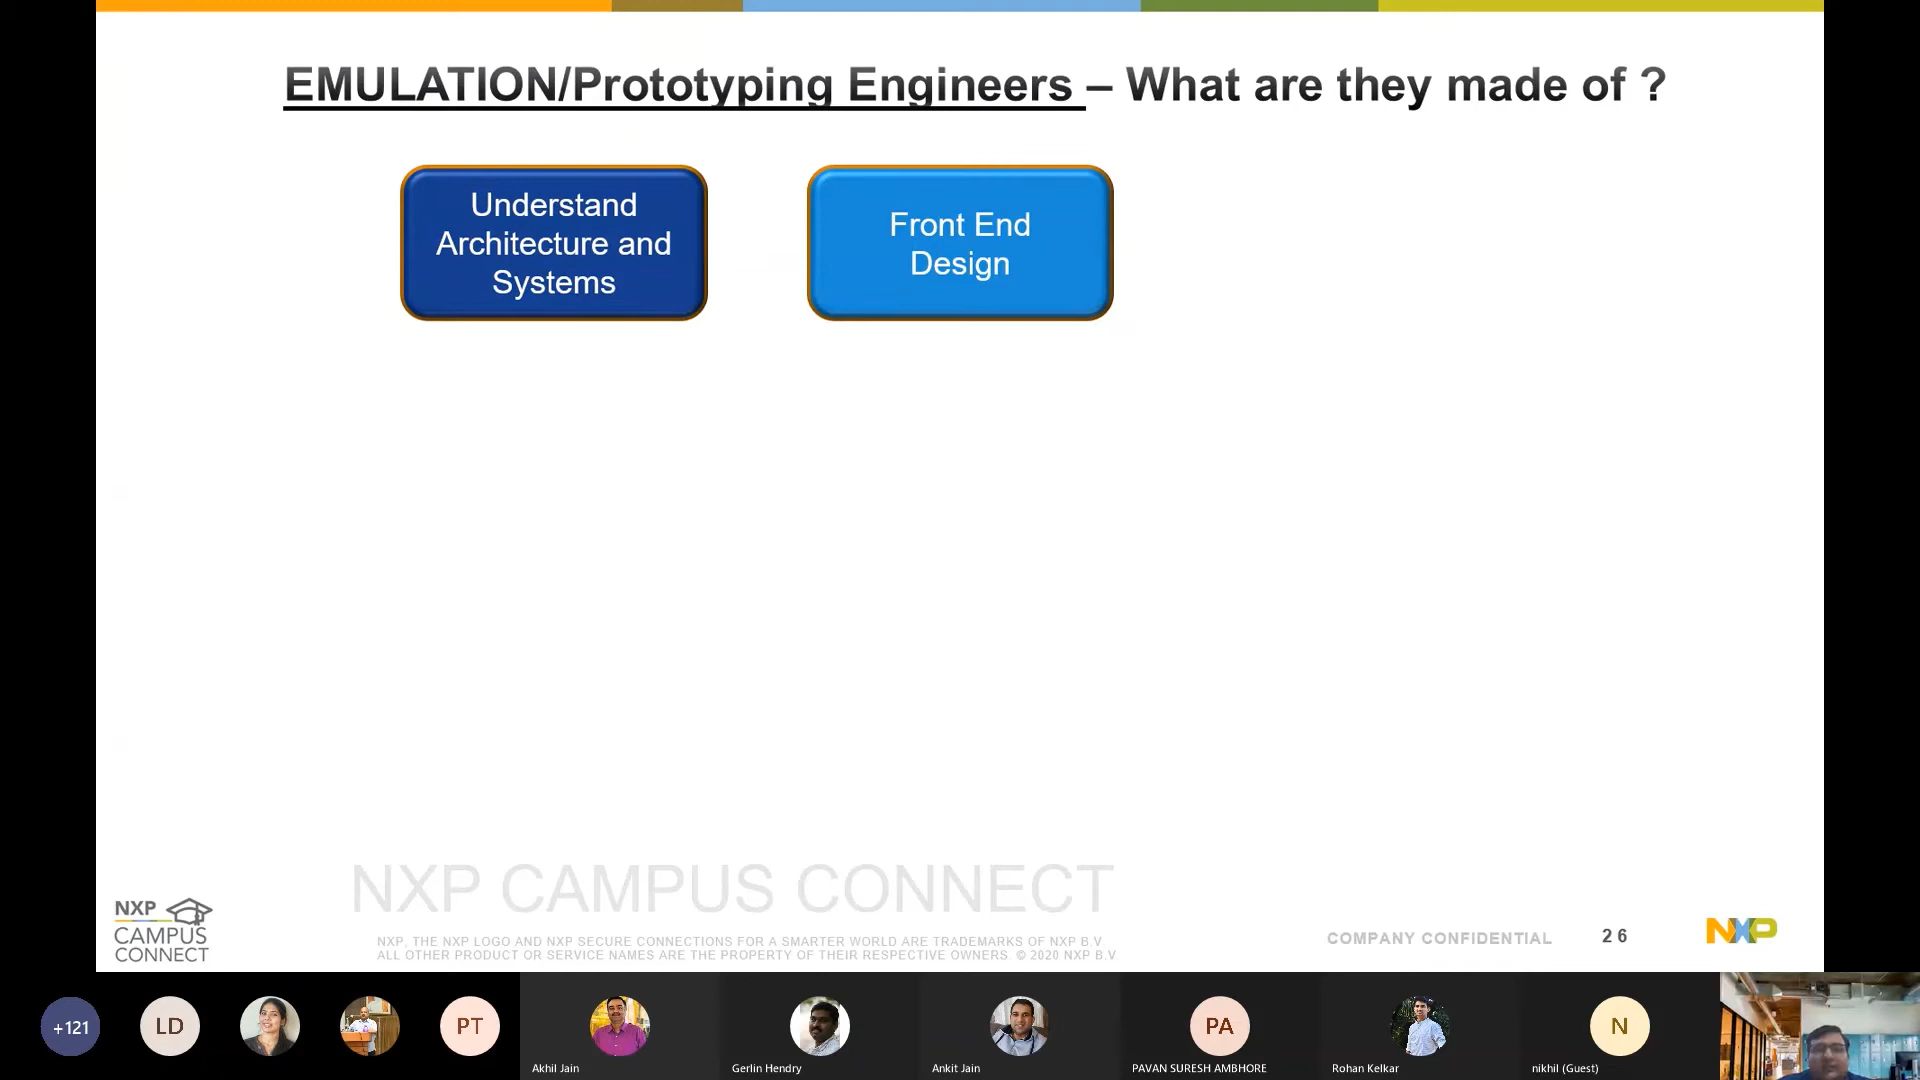 EMULATION/Prototyping Engineers – What are they made of ?
Understand
Architecture and
Systems
Front End
Design
NXP CAMPUS CONNECT
NXP, THE NXP LOGO AND NXP SECURE CONNECTIONS FOR A SMARTER WORLD ARE TRADEMARKS OF NXP B.V
ALL OTHER PRODUCT OR SERVICE NAMES ARE THE PROPERTY OF THEIR RESPECTIVE OWNERS. © 2020 NXP B.V
NXP
CAMPUS
CONNECT
COMPANY CONFIDENTIAL
26
NXP
+121
LD
PT
PA
N
Akhil Jain
Gerlin Hendry
Ankit Jain
PAVAN SURESH AMBHORE
Rohan Kelkar
nikhil (Guest)